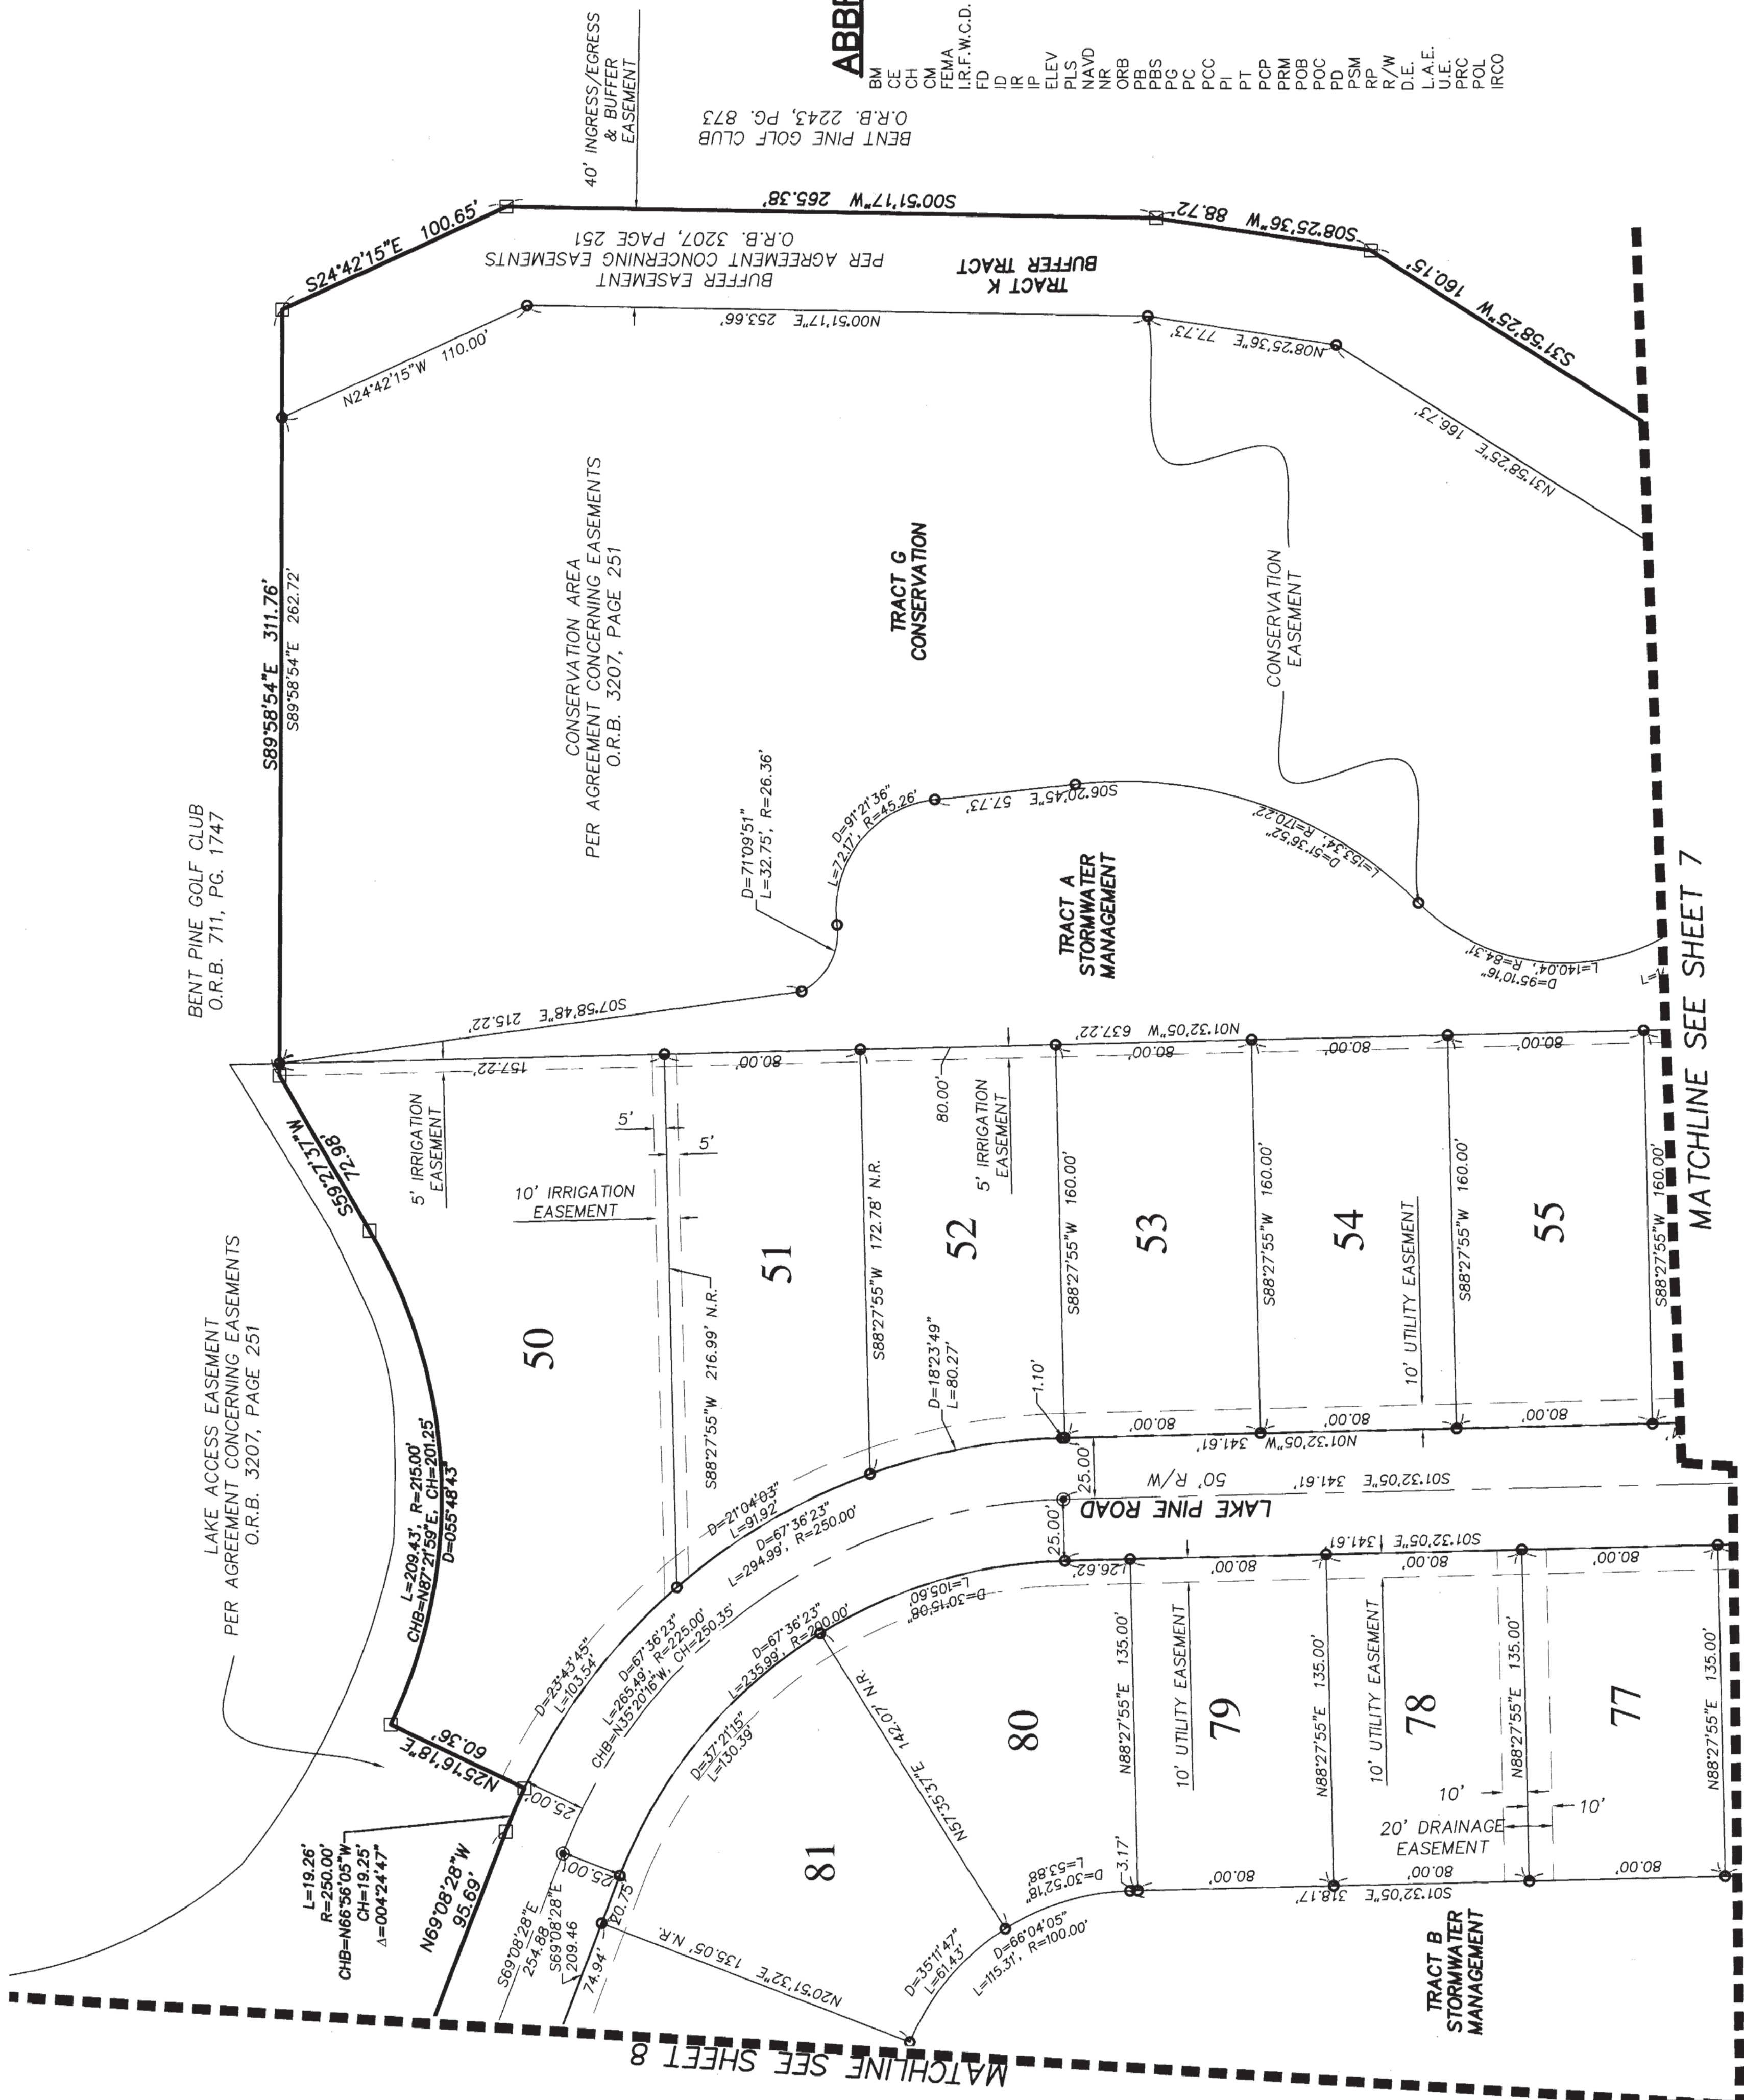 40' INGRESS/EGRESS
& BUFFER
EASEMENT
BM
CE
CH
CM
FEMA
I.R.F.W.C.D.
FD
ID
IR
IP
ELEV
PLS
NAVD
NR
ORB
PB
PBS
PG
PC
PCC
PI
PT
PCP
PRM
POB
POC
PD
PSM
RP
R/W
D.E.
L.A.E.
U.E.
PRC
POL
IRCO
BENT PINE GOLF CLUB
O.R.B. 2243, PG. 873
S24°42'15"E 100.65'
S00°51'17"W 265.38'
S08°25'36"W 88.72'
S31°58'25"W 160.15'
BUFFER EASEMENT
PER AGREEMENT CONCERNING EASEMENTS
O.R.B. 3207, PAGE 251
TRACT K
BUFFER TRACT
N24°42'15"W 110.00'
N00°51'17"E 253.66'
N08°25'36"E 77.73'
N31°58'25"E 166.73'
S89°58'54"E 311.76'
S89°58'54"E 262.72'
CONSERVATION AREA
PER AGREEMENT CONCERNING EASEMENTS
O.R.B. 3207, PAGE 251
TRACT G
CONSERVATION
CONSERVATION
EASEMENT
BENT PINE GOLF CLUB
O.R.B. 711, PG. 1747
D=71°09'51"
L=32.75', R=26.36'
D=91°21'36"
L=72.17', R=45.26'
S06°20'45"E 57.73'
D=51°36'52"
L=153.34', R=170.22'
D=95°10'16"
L=140.04', R=84.31'
TRACT A
STORMWATER
MANAGEMENT
S07°58'48"E 215.22'
N01°32'05"W 637.22'
157.22'
80.00'
80.00'
80.00'
80.00'
80.00'
S59°27'37"W
72.98'
5' IRRIGATION
EASEMENT
5'
5'
10' IRRIGATION
EASEMENT
5' IRRIGATION
EASEMENT
LAKE ACCESS EASEMENT
PER AGREEMENT CONCERNING EASEMENTS
O.R.B. 3207, PAGE 251
L=209.43', R=215.00'
CHB=N87°21'59"E, CH=201.25'
D=055°48'43"
50
51
52
53
54
55
S88°27'55"W 216.99' N.R.
S88°27'55"W 172.78' N.R.
S88°27'55"W 160.00'
S88°27'55"W 160.00'
S88°27'55"W 160.00'
S88°27'55"W 160.00'
10' UTILITY EASEMENT
D=18°23'49"
L=80.27'
1.10'
D=21°04'03"
L=91.92'
D=67°36'23"
L=294.99', R=250.00'
D=23°43'45"
L=103.54'
D=67°36'23"
L=265.49', R=225.00'
CHB=N35°20'16"W, CH=250.35'
D=67°36'23"
L=235.99', R=200.00'
D=37°21'15"
L=130.39'
D=30°15'08"
L=105.60'
80.00'
80.00'
80.00'
N01°32'05"W 341.61'
S01°32'05"E 341.61' 50' R/W
LAKE PINE ROAD
25.00'
25.00'
S01°32'05"E 341.61
26.62'
80.00'
80.00'
80.00'
N25°16'18"E
60.36'
25.00'
25.00'
L=19.26'
R=250.00'
CHB=N66°56'05"W
CH=19.25'
Δ=004°24'47"
N69°08'28"W
95.69'
S69°08'28"E
254.88'
S69°08'28"E
209.46
74.94'
20.75'
N20°51'32"E 135.05' N.R.
N57°35'37"E 142.07' N.R.
81
80
79
78
77
N88°27'55"E 135.00'
N88°27'55"E 135.00'
N88°27'55"E 135.00'
N88°27'55"E 135.00'
10' UTILITY EASEMENT
10' UTILITY EASEMENT
10'
10'
20' DRAINAGE
EASEMENT
D=30°52'18"
L=53.88'
3.17'
D=35°11'47"
L=61.43'
D=66°04'05"
L=115.31', R=100.00'
80.00'
80.00'
80.00'
S01°32'05"E 318.17'
TRACT B
STORMWATER
MANAGEMENT
MATCHLINE SEE SHEET 8
MATCHLINE SEE SHEET 7